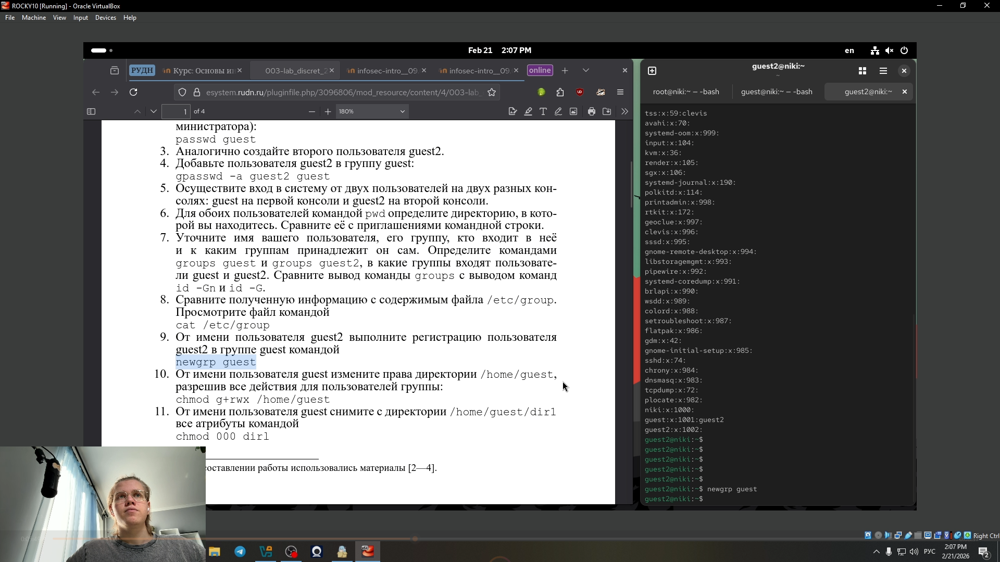 ROCKY10 [Running] - Oracle VirtualBox
File Machine View Input Devices Help
Feb 21 2:07 PM
en
РУДН
Курс: Основы ин
003-lab_discret_2
infosec-intro__09.
infosec-intro__09.
online
esystem.rudn.ru/pluginfile.php/3096806/mod_resource/content/4/003-lab_
1 of 4
180%
министратора):
passwd guest
3. Аналогично создайте второго пользователя guest2.
4. Добавьте пользователя guest2 в группу guest:
gpasswd -a guest2 guest
5. Осуществите вход в систему от двух пользователей на двух разных кон-
солях: guest на первой консоли и guest2 на второй консоли.
6. Для обоих пользователей командой pwd определите директорию, в кото-
рой вы находитесь. Сравните её с приглашениями командной строки.
7. Уточните имя вашего пользователя, его группу, кто входит в неё
и к каким группам принадлежит он сам. Определите командами
groups guest и groups guest2, в какие группы входят пользовате-
ли guest и guest2. Сравните вывод команды groups с выводом команд
id -Gn и id -G.
8. Сравните полученную информацию с содержимым файла /etc/group.
Просмотрите файл командой
cat /etc/group
9. От имени пользователя guest2 выполните регистрацию пользователя
guest2 в группе guest командой
newgrp guest
10. От имени пользователя guest измените права директории /home/guest,
разрешив все действия для пользователей группы:
chmod g+rwx /home/guest
11. От имени пользователя guest снимите с директории /home/guest/dir1
все атрибуты командой
chmod 000 dirl
оставлении работы использовались материалы [2—4].
guest2@niki:~
~
root@niki:~ — -bash
guest@niki:~ — -bash
guest2@niki:~
tss:x:59:clevis
avahi:x:70:
systemd-oom:x:999:
input:x:104:
kvm:x:36:
render:x:105:
sgx:x:106:
systemd-journal:x:190:
polkitd:x:114:
printadmin:x:998:
rtkit:x:172:
geoclue:x:997:
clevis:x:996:
sssd:x:995:
gnome-remote-desktop:x:994:
libstoragemgmt:x:993:
pipewire:x:992:
systemd-coredump:x:991:
brlapi:x:990:
wsdd:x:989:
colord:x:988:
setroubleshoot:x:987:
flatpak:x:986:
gdm:x:42:
gnome-initial-setup:x:985:
sshd:x:74:
chrony:x:984:
dnsmasq:x:983:
tcpdump:x:72:
plocate:x:982:
niki:x:1000:
guest:x:1001:guest2
guest2:x:1002:
guest2@niki:~$
guest2@niki:~$
guest2@niki:~$
guest2@niki:~$
guest2@niki:~$
guest2@niki:~$ newgrp guest
guest2@niki:~$
Right Ctrl
РУС
2:07 PM
2/21/2026
2